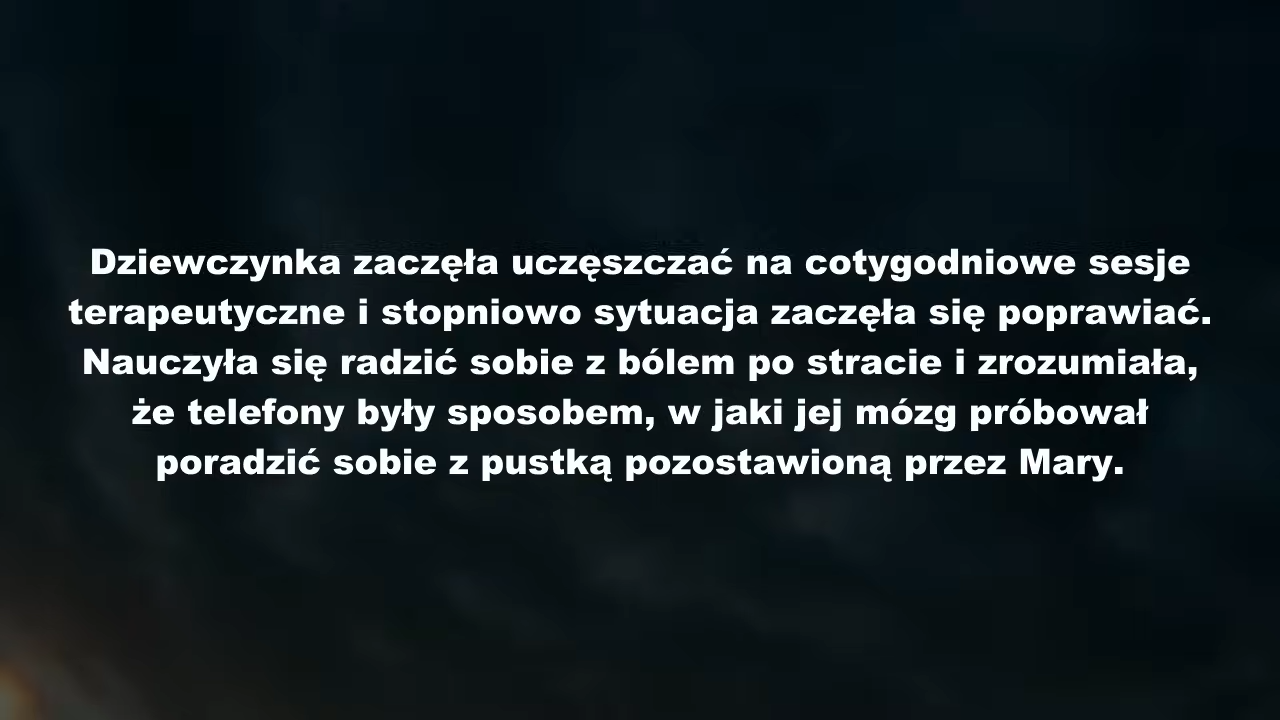 Dziewczynka zaczęła uczęszczać na cotygodniowe sesje
terapeutyczne i stopniowo sytuacja zaczęła się poprawiać.
Nauczyła się radzić sobie z bólem po stracie i zrozumiała,
że telefony były sposobem, w jaki jej mózg próbował
poradzić sobie z pustką pozostawioną przez Mary.